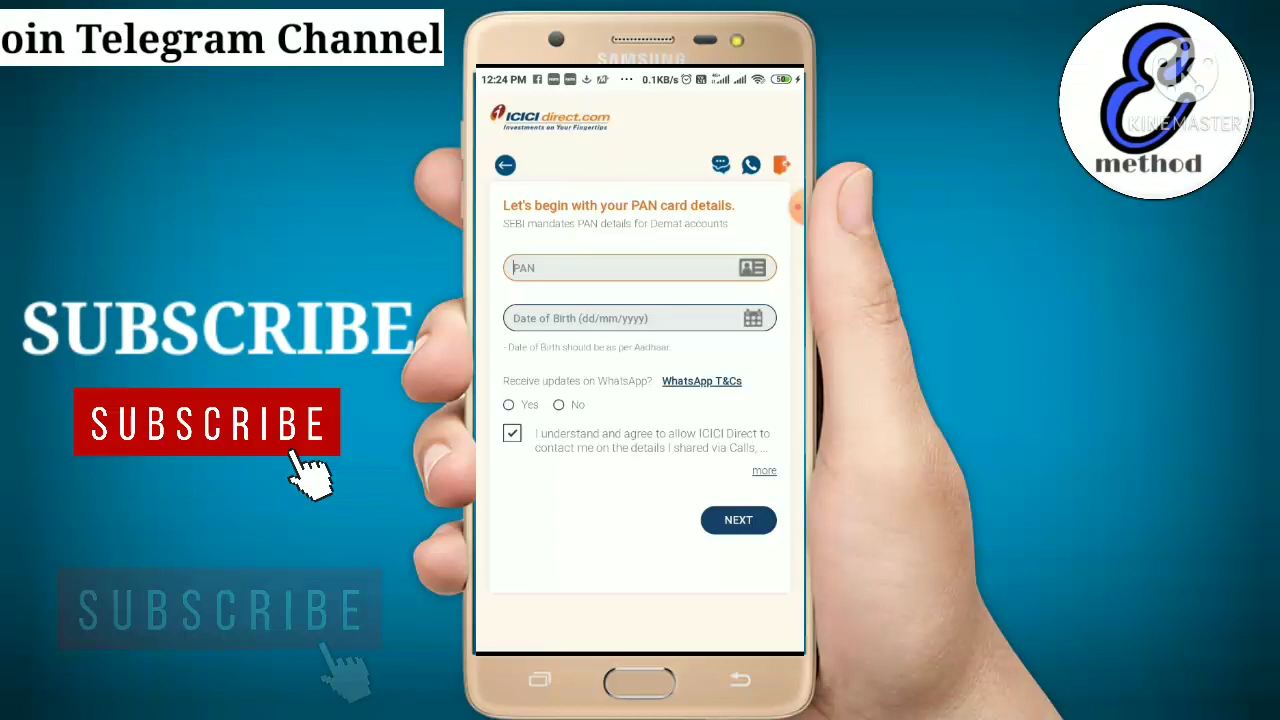 oin Telegram Channel
SUBSCRIBE
SUBSCRIBE
SUBSCRIBE
SAMSUNG
12:24 PM
0.1KB/s
50
ICICI direct.com
Investments on Your Fingertips
Let's begin with your PAN card details.
SEBI mandates PAN details for Demat accounts
PAN
Date of Birth (dd/mm/yyyy)
- Date of Birth should be as per Aadhaar.
Receive updates on WhatsApp? WhatsApp T&Cs
Yes No
I understand and agree to allow ICICI Direct to
contact me on the details I shared via Calls, ...
more
NEXT
E
KINEMASTER
method